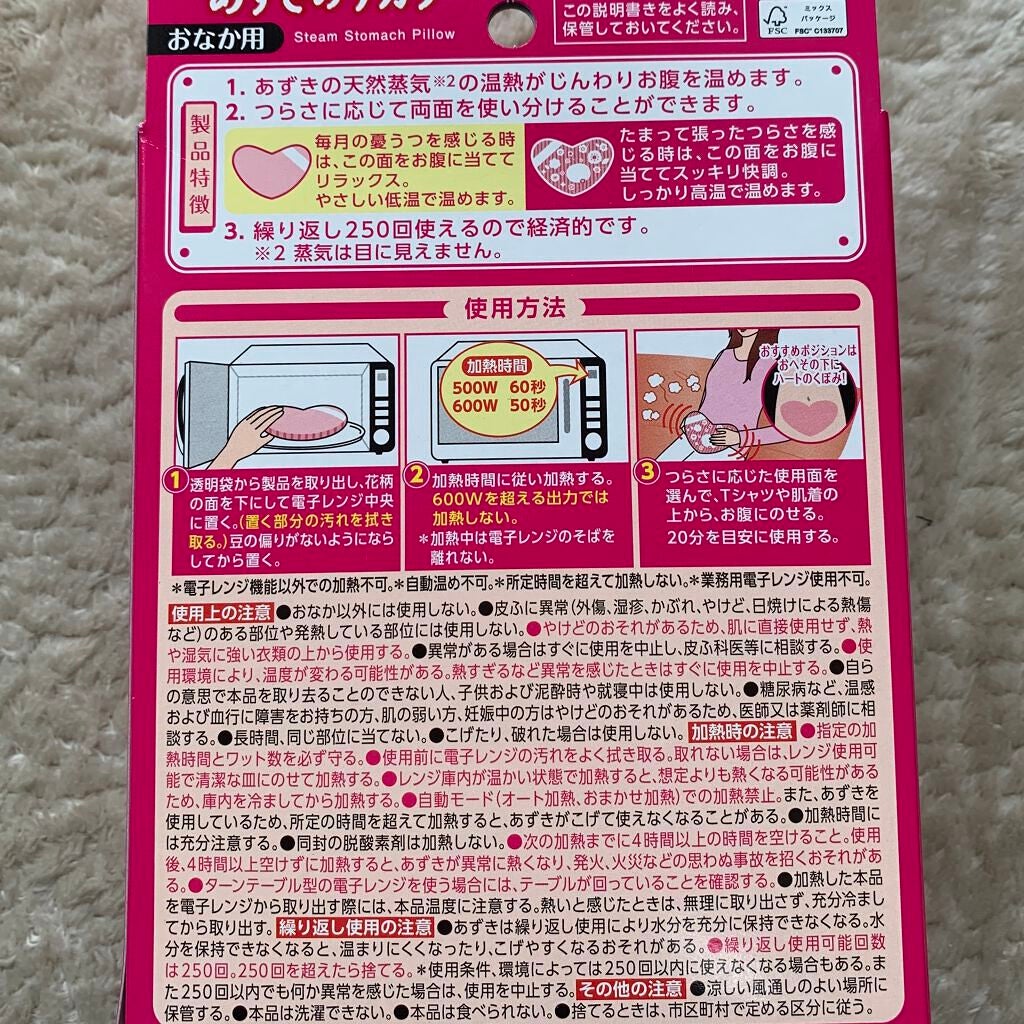 あずきのチカラ
おなか用 Steam Stomach Pillow
この説明書きをよく読み、
保管しておいてください。
FSC
ミックス
パッケージ
FSC® C133707
製品特徴
1. あずきの天然蒸気※2の温熱がじんわりお腹を温めます。
2. つらさに応じて両面を使い分けることができます。
毎月の憂うつを感じる時
は、この面をお腹に当てて
リラックス。
やさしい低温で温めます。
たまって張ったつらさを感
じる時は、この面をお腹に
当ててスッキリ快調。
しっかり高温で温めます。
3. 繰り返し250回使えるので経済的です。
※2 蒸気は目に見えません。
使用方法
加熱時間
500W 60秒
600W 50秒
おすすめポジションは
おへその下に
ハートのくぼみ!
1 透明袋から製品を取り出し、花柄
の面を下にして電子レンジ中央
に置く。(置く部分の汚れを拭き
取る。)豆の偏りがないようになら
してから置く。
2 加熱時間に従い加熱する。
600Wを超える出力では
加熱しない。
*加熱中は電子レンジのそばを
離れない。
3 つらさに応じた使用面を
選んで、Tシャツや肌着の
上から、お腹にのせる。
20分を目安に使用する。
*電子レンジ機能以外での加熱不可。*自動温め不可。*所定時間を超えて加熱しない。*業務用電子レンジ使用不可。
使用上の注意 ●おなか以外には使用しない。●皮ふに異常(外傷、湿疹、かぶれ、やけど、日焼けによる熱傷
など)のある部位や発熱している部位には使用しない。●やけどのおそれがあるため、肌に直接使用せず、熱
や湿気に強い衣類の上から使用する。●異常がある場合はすぐに使用を中止し、皮ふ科医等に相談する。●使
用環境により、温度が変わる可能性がある。熱すぎるなど異常を感じたときはすぐに使用を中止する。●自ら
の意思で本品を取り去ることのできない人、子供および泥酔時や就寝中は使用しない。●糖尿病など、温感
および血行に障害をお持ちの方、肌の弱い方、妊娠中の方はやけどのおそれがあるため、医師又は薬剤師に相
談する。●長時間、同じ部位に当てない。●こげたり、破れた場合は使用しない。 加熱時の注意 ●指定の加
熱時間とワット数を必ず守る。●使用前に電子レンジの汚れをよく拭き取る。取れない場合は、レンジ使用可
能で清潔な皿にのせて加熱する。●レンジ庫内が温かい状態で加熱すると、想定よりも熱くなる可能性がある
ため、庫内を冷ましてから加熱する。●自動モード(オート加熱、おまかせ加熱)での加熱禁止。また、あずきを
使用しているため、所定の時間を超えて加熱すると、あずきがこげて使えなくなることがある。●加熱時間に
は充分注意する。●同封の脱酸素剤は加熱しない。●次の加熱までに4時間以上の時間を空けること。使用
後、4時間以上空けずに加熱すると、あずきが異常に熱くなり、発火、火災などの思わぬ事故を招くおそれがあ
る。●ターンテーブル型の電子レンジを使う場合には、テーブルが回っていることを確認する。●加熱した本品
を電子レンジから取り出す際には、本品温度に注意する。熱いと感じたときは、無理に取り出さず、充分冷まし
てから取り出す。 繰り返し使用の注意 ●あずきは繰り返し使用により水分を充分に保持できなくなる。水
分を保持できなくなると、温まりにくくなったり、こげやすくなるおそれがある。●繰り返し使用可能回数
は250回。250回を超えたら捨てる。*使用条件、環境によっては250回以内に使えなくなる場合もある。ま
た250回以内でも何か異常を感じた場合は、使用を中止する。 その他の注意 ●涼しい風通しのよい場所に
保管する。●本品は洗濯できない。●本品は食べられない。●捨てるときは、市区町村で定める区分に従う。